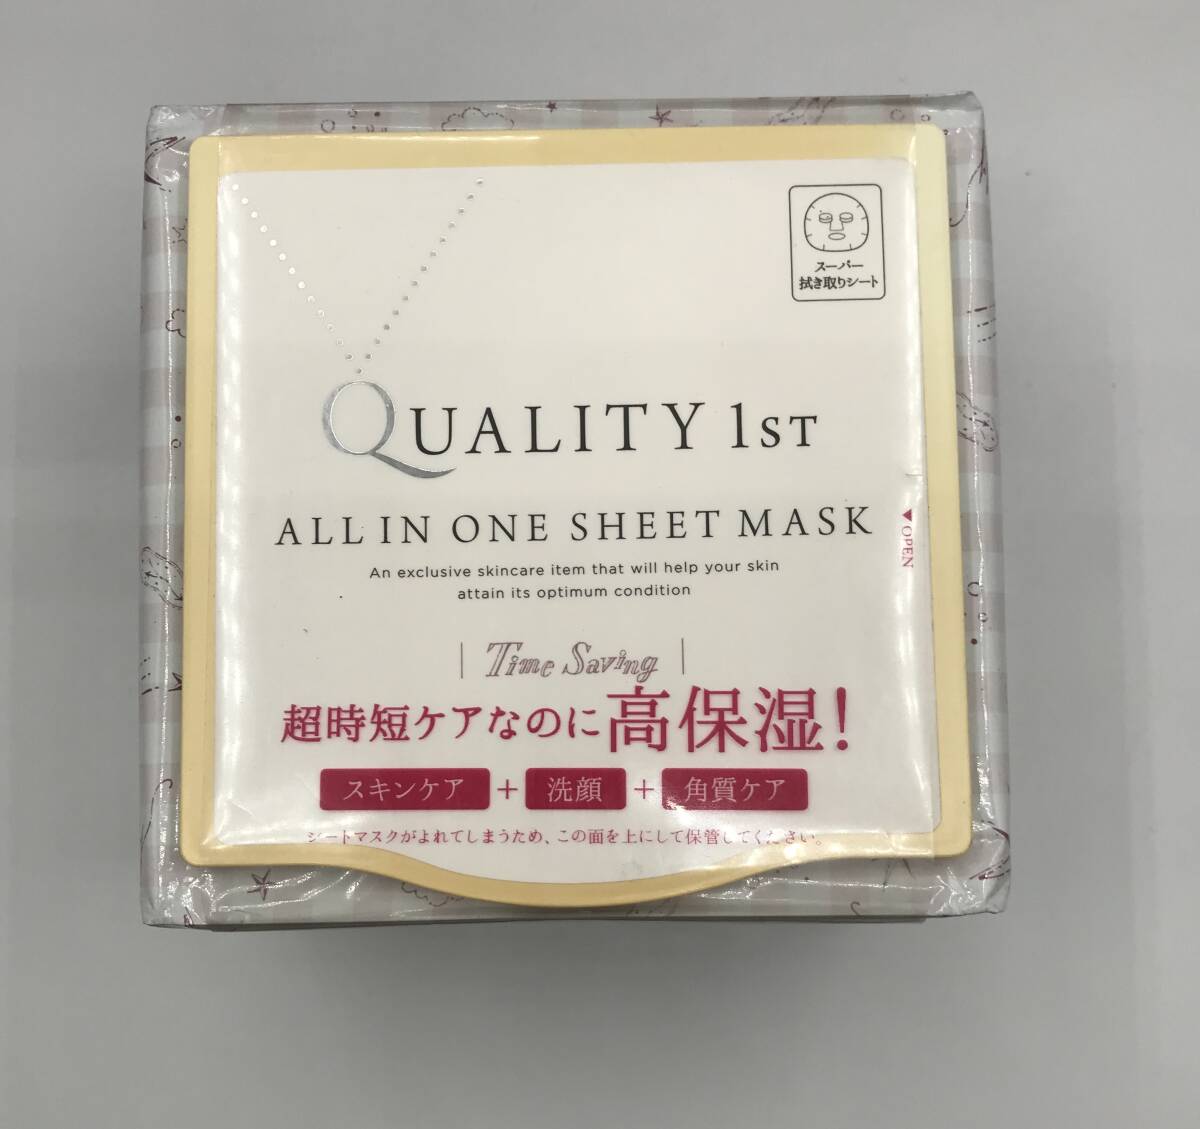 スーパー
拭き取りシート
QUALITY 1ST
ALL IN ONE SHEET MASK
OPEN
An exclusive skincare item that will help your skin
attain its optimum condition
Time Saving
超時短ケアなのに高保湿!
スキンケア + 洗顔 + 角質ケア
シートマスクがよれてしまうため、この面を上にして保管してください。